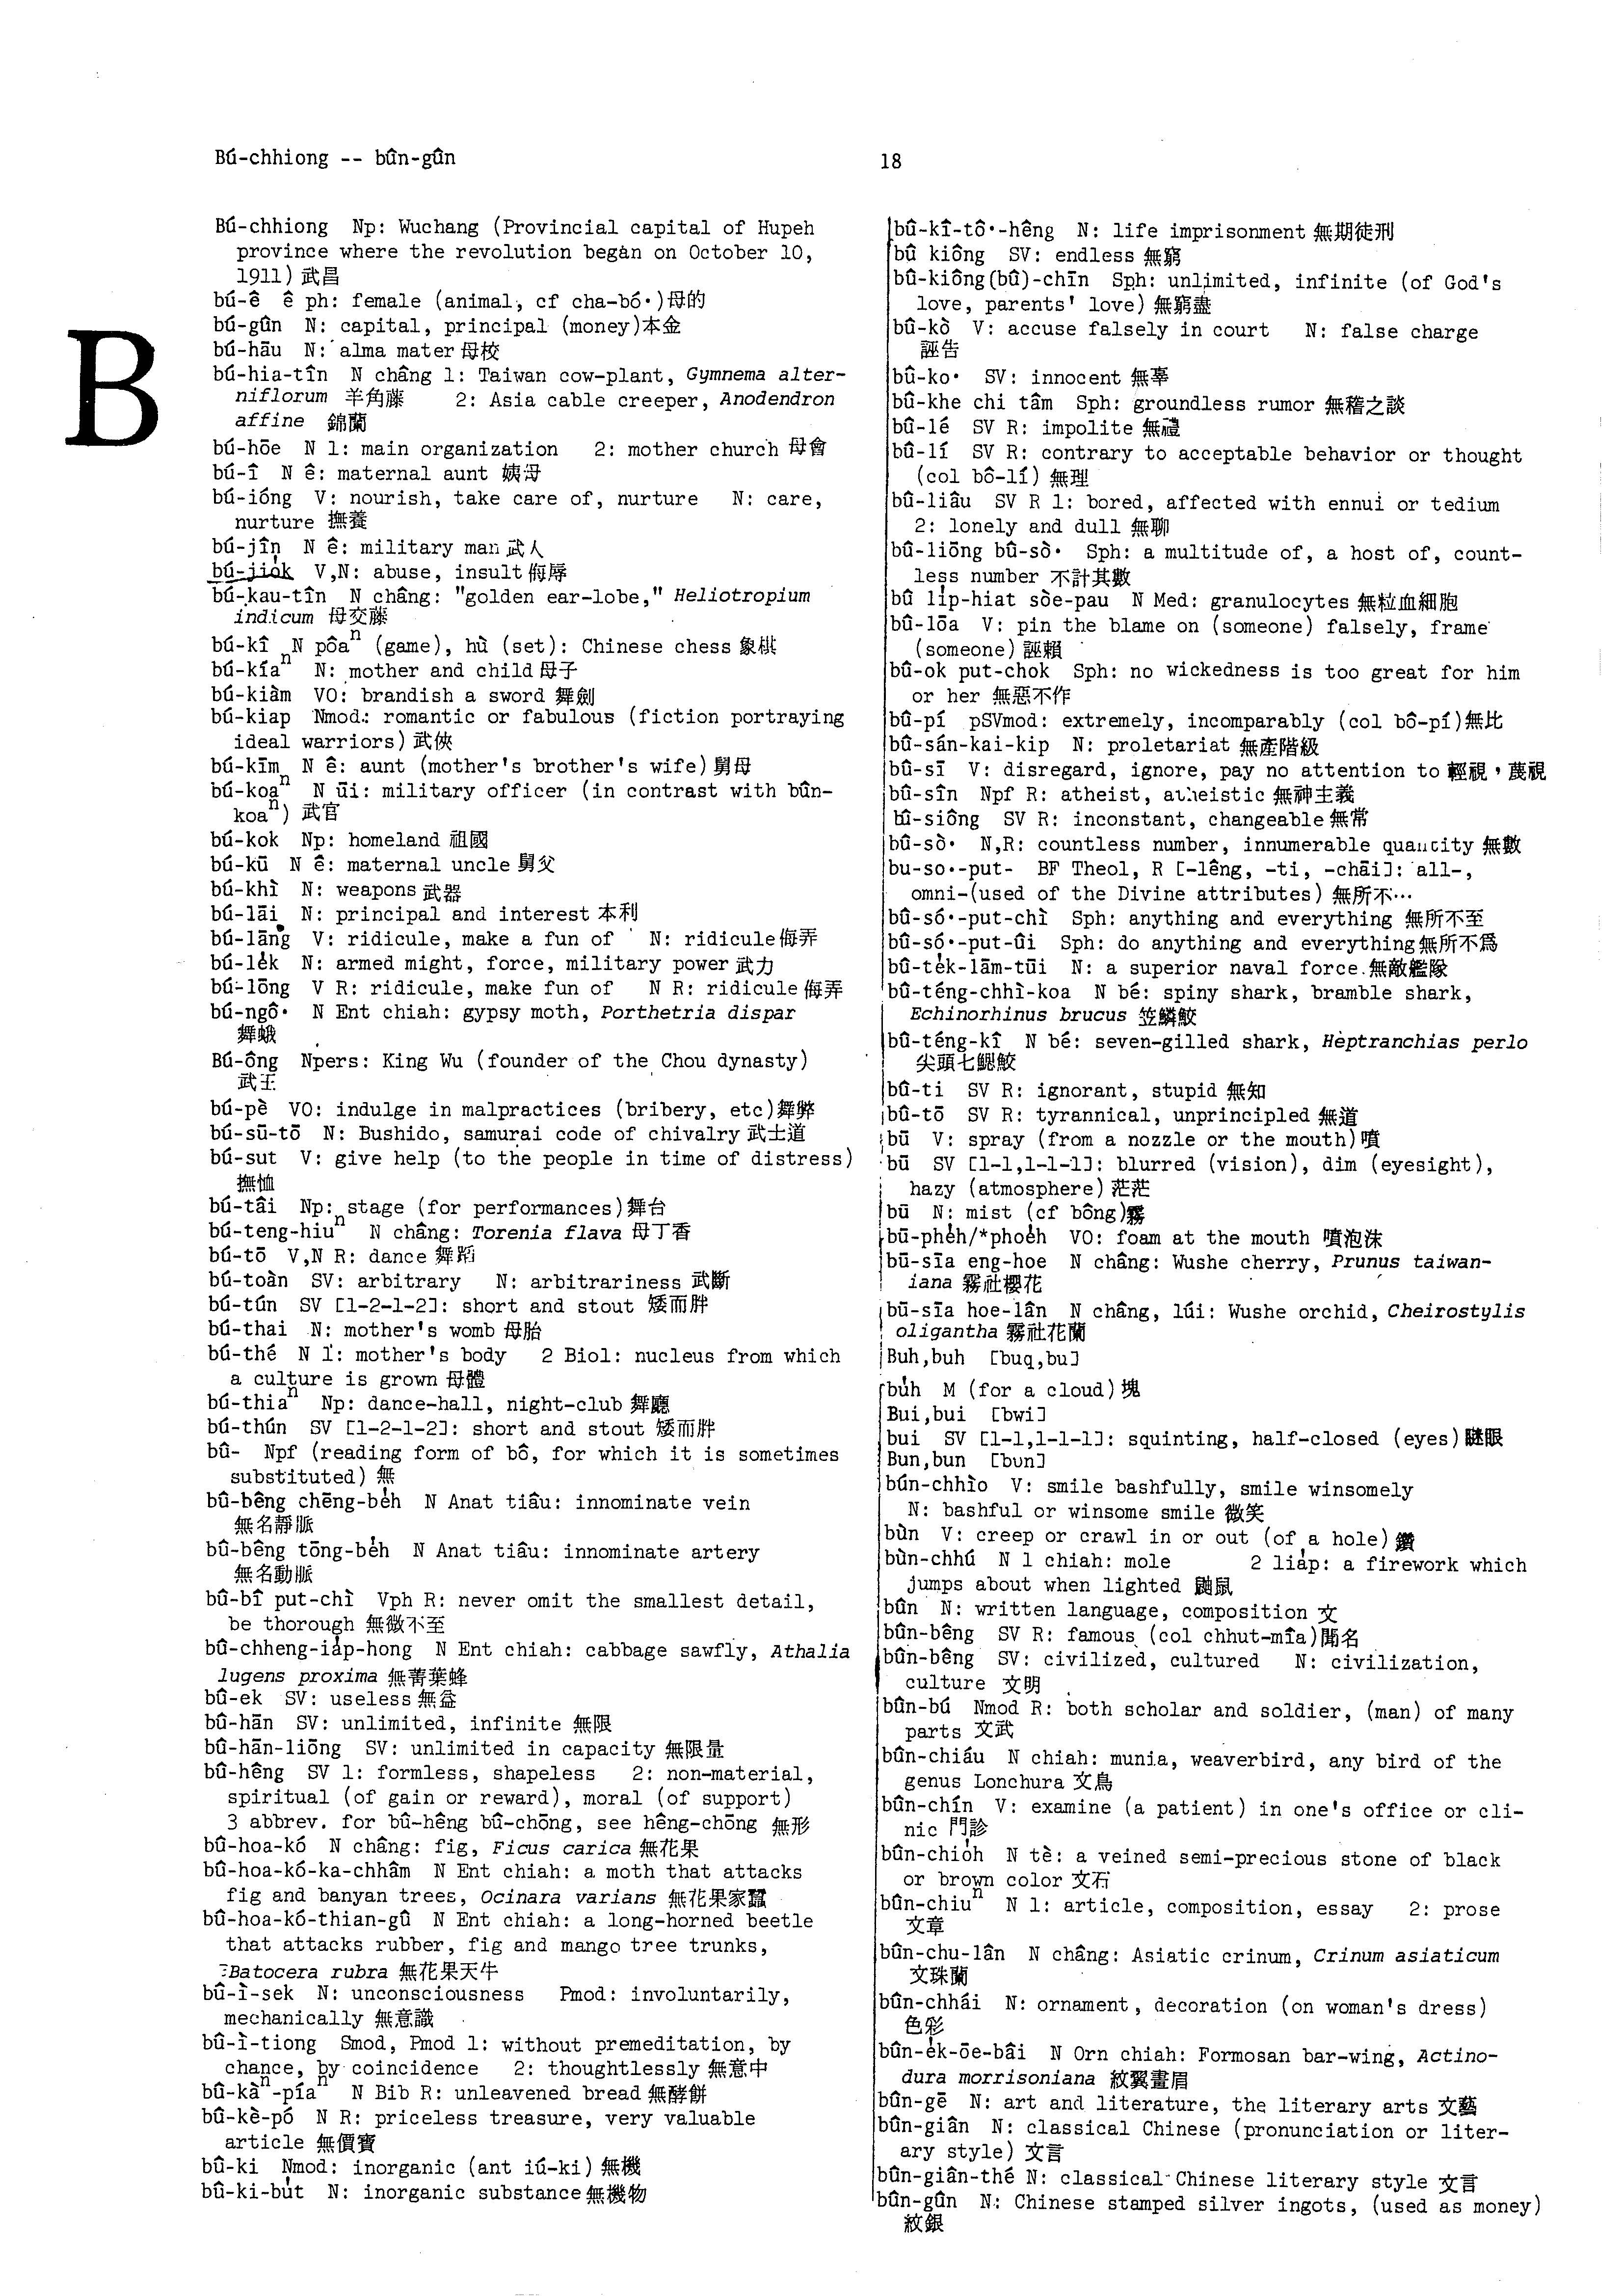 Bú-chhiong -- bûn-gûn
18
B
Bú-chhiong Np: Wuchang (Provincial capital of Hupeh
province where the revolution began on October 10,
1911) 武昌
bú-ê ê ph: female (animal, cf cha-bó·) 母的
bú-gûn N: capital, principal (money) 本金
bú-hāu N: alma mater 母校
bú-hia-tîn N châng 1: Taiwan cow-plant, Gymnema alter-
niflorum 羊角藤 2: Asia cable creeper, Anodendron
affine 錦蘭
bú-hōe N 1: main organization 2: mother church 母會
bú-î N ê: maternal aunt 姨母
bú-ióng V: nourish, take care of, nurture N: care,
nurture 撫養
bú-jîn N ê: military man 武人
bú-jio̍k V,N: abuse, insult 侮辱
bú-kau-tîn N châng: "golden ear-lobe," Heliotropium
indicum 母交藤
bú-kî N pôaⁿ (game), hù (set): Chinese chess 象棋
bú-kíaⁿ N: mother and child 母子
bú-kiàm VO: brandish a sword 舞劍
bú-kiap Nmod: romantic or fabulous (fiction portraying
ideal warriors) 武俠
bú-kīm N ê: aunt (mother's brother's wife) 舅母
bú-koaⁿ N ūi: military officer (in contrast with bûn-
koaⁿ) 武官
bú-kok Np: homeland 祖國
bú-kū N ê: maternal uncle 舅父
bú-khì N: weapons 武器
bú-lāi N: principal and interest 本利
bú-lāng V: ridicule, make a fun of N: ridicule 侮弄
bú-le̍k N: armed might, force, military power 武力
bú-lōng V R: ridicule, make fun of N R: ridicule 侮弄
bú-ngô· N Ent chiah: gypsy moth, Porthetria dispar
舞蛾
Bú-ông Npers: King Wu (founder of the Chou dynasty)
武王
bú-pè VO: indulge in malpractices (bribery, etc) 舞弊
bú-sū-tō N: Bushido, samurai code of chivalry 武士道
bú-sut V: give help (to the people in time of distress)
撫恤
bú-tâi Np: stage (for performances) 舞台
bú-teng-hiuⁿ N châng: Torenia flava 母丁香
bú-tō V,N R: dance 舞蹈
bú-toàn SV: arbitrary N: arbitrariness 武斷
bú-tún SV [1-2-1-2]: short and stout 矮而胖
bú-thai N: mother's womb 母胎
bú-thé N 1: mother's body 2 Biol: nucleus from which
a culture is grown 母體
bú-thiaⁿ Np: dance-hall, night-club 舞廳
bú-thún SV [1-2-1-2]: short and stout 矮而胖
bû- Npf (reading form of bô, for which it is sometimes
substituted) 無
bû-bêng chēng-be̍h N Anat tiâu: innominate vein
無名靜脈
bû-bêng tōng-be̍h N Anat tiâu: innominate artery
無名動脈
bû-bî put-chì Vph R: never omit the smallest detail,
be thorough 無微不至
bû-chheng-ia̍p-hong N Ent chiah: cabbage sawfly, Athalia
lugens proxima 無菁葉蜂
bû-ek SV: useless 無益
bû-hān SV: unlimited, infinite 無限
bû-hān-liōng SV: unlimited in capacity 無限量
bû-hêng SV 1: formless, shapeless 2: non-material,
spiritual (of gain or reward), moral (of support)
3 abbrev. for bû-hêng bû-chōng, see hêng-chōng 無形
bû-hoa-kó N châng: fig, Ficus carica 無花果
bû-hoa-kó-ka-chhâm N Ent chiah: a moth that attacks
fig and banyan trees, Ocinara varians 無花果家蠶
bû-hoa-kó-thian-gû N Ent chiah: a long-horned beetle
that attacks rubber, fig and mango tree trunks,
Batocera rubra 無花果天牛
bû-ì-sek N: unconsciousness Pmod: involuntarily,
mechanically 無意識
bû-ì-tiong Smod, Pmod 1: without premeditation, by
chance, by coincidence 2: thoughtlessly 無意中
bû-kàⁿ-píaⁿ N Bib R: unleavened bread 無酵餅
bû-kè-pó N R: priceless treasure, very valuable
article 無價寶
bû-ki Nmod: inorganic (ant iú-ki) 無機
bû-ki-bu̍t N: inorganic substance 無機物
bû-kî-tô·-hêng N: life imprisonment 無期徒刑
bû kiông SV: endless 無窮
bû-kiông(bû)-chīn Sph: unlimited, infinite (of God's
love, parents' love) 無窮盡
bû-kò V: accuse falsely in court N: false charge
誣告
bû-ko· SV: innocent 無辜
bû-khe chi tâm Sph: groundless rumor 無稽之談
bû-lé SV R: impolite 無禮
bû-lí SV R: contrary to acceptable behavior or thought
(col bô-lí) 無理
bû-liâu SV R 1: bored, affected with ennui or tedium
2: lonely and dull 無聊
bû-liōng bû-sò· Sph: a multitude of, a host of, count-
less number 不計其數
bû li̍p-hiat sòe-pau N Med: granulocytes 無粒血細胞
bû-lōa V: pin the blame on (someone) falsely, frame
(someone) 誣賴
bû-ok put-chok Sph: no wickedness is too great for him
or her 無惡不作
bû-pí pSVmod: extremely, incomparably (col bô-pí) 無比
bû-sán-kai-kip N: proletariat 無產階級
bû-sī V: disregard, ignore, pay no attention to 輕視，蔑視
bû-sîn Npf R: atheist, atheistic 無神主義
bû-siông SV R: inconstant, changeable 無常
bû-sò· N,R: countless number, innumerable quantity 無數
bu-so·-put- BF Theol, R [-lêng, -ti, -chāi]: all-,
omni-(used of the Divine attributes) 無所不…
bû-só·-put-chì Sph: anything and everything 無所不至
bû-só·-put-ûi Sph: do anything and everything 無所不為
bû-te̍k-lām-tūi N: a superior naval force 無敵艦隊
bû-téng-chhì-koa N bé: spiny shark, bramble shark,
Echinorhinus brucus 笠鱗鮫
bû-téng-kî N bé: seven-gilled shark, Heptranchias perlo
尖頭七鰓鮫
bû-ti SV R: ignorant, stupid 無知
bû-tō SV R: tyrannical, unprincipled 無道
bū V: spray (from a nozzle or the mouth) 噴
bū SV [1-1,1-1-1]: blurred (vision), dim (eyesight),
hazy (atmosphere) 茫茫
bū N: mist (cf bông) 霧
bū-phe̍h/*phoe̍h VO: foam at the mouth 噴泡沫
bū-sīa eng-hoe N châng: Wushe cherry, Prunus taiwan-
iana 霧社櫻花
bū-sīa hoe-lân N châng, lúi: Wushe orchid, Cheirostylis
oligantha 霧社花蘭
Buh,buh [buq,bu]
bu̍h M (for a cloud) 塊
Bui,bui [bwi]
bui SV [1-1,1-1-1]: squinting, half-closed (eyes) 瞇眼
Bun,bun [bun]
bún-chhìo V: smile bashfully, smile winsomely
N: bashful or winsome smile 微笑
bùn V: creep or crawl in or out (of a hole) 鑽
bùn-chhú N 1 chiah: mole 2 lia̍p: a firework which
jumps about when lighted 鼬鼠
bûn N: written language, composition 文
bûn-bêng SV R: famous (col chhut-mîa) 聞名
bûn-bêng SV: civilized, cultured N: civilization,
culture 文明
bûn-bú Nmod R: both scholar and soldier, (man) of many
parts 文武
bûn-chiáu N chiah: munia, weaverbird, any bird of the
genus Lonchura 文鳥
bûn-chín V: examine (a patient) in one's office or cli-
nic 門診
bûn-chio̍h N tè: a veined semi-precious stone of black
or brown color 文石
bûn-chiuⁿ N 1: article, composition, essay 2: prose
文章
bûn-chu-lân N châng: Asiatic crinum, Crinum asiaticum
文珠蘭
bûn-chhái N: ornament, decoration (on woman's dress)
色彩
bûn-e̍k-ōe-bâi N Orn chiah: Formosan bar-wing, Actino-
dura morrisoniana 紋翼畫眉
bûn-gē N: art and literature, the literary arts 文藝
bûn-giân N: classical Chinese (pronunciation or liter-
ary style) 文言
bûn-giân-thé N: classical Chinese literary style 文言
bûn-gûn N: Chinese stamped silver ingots, (used as money)
紋銀